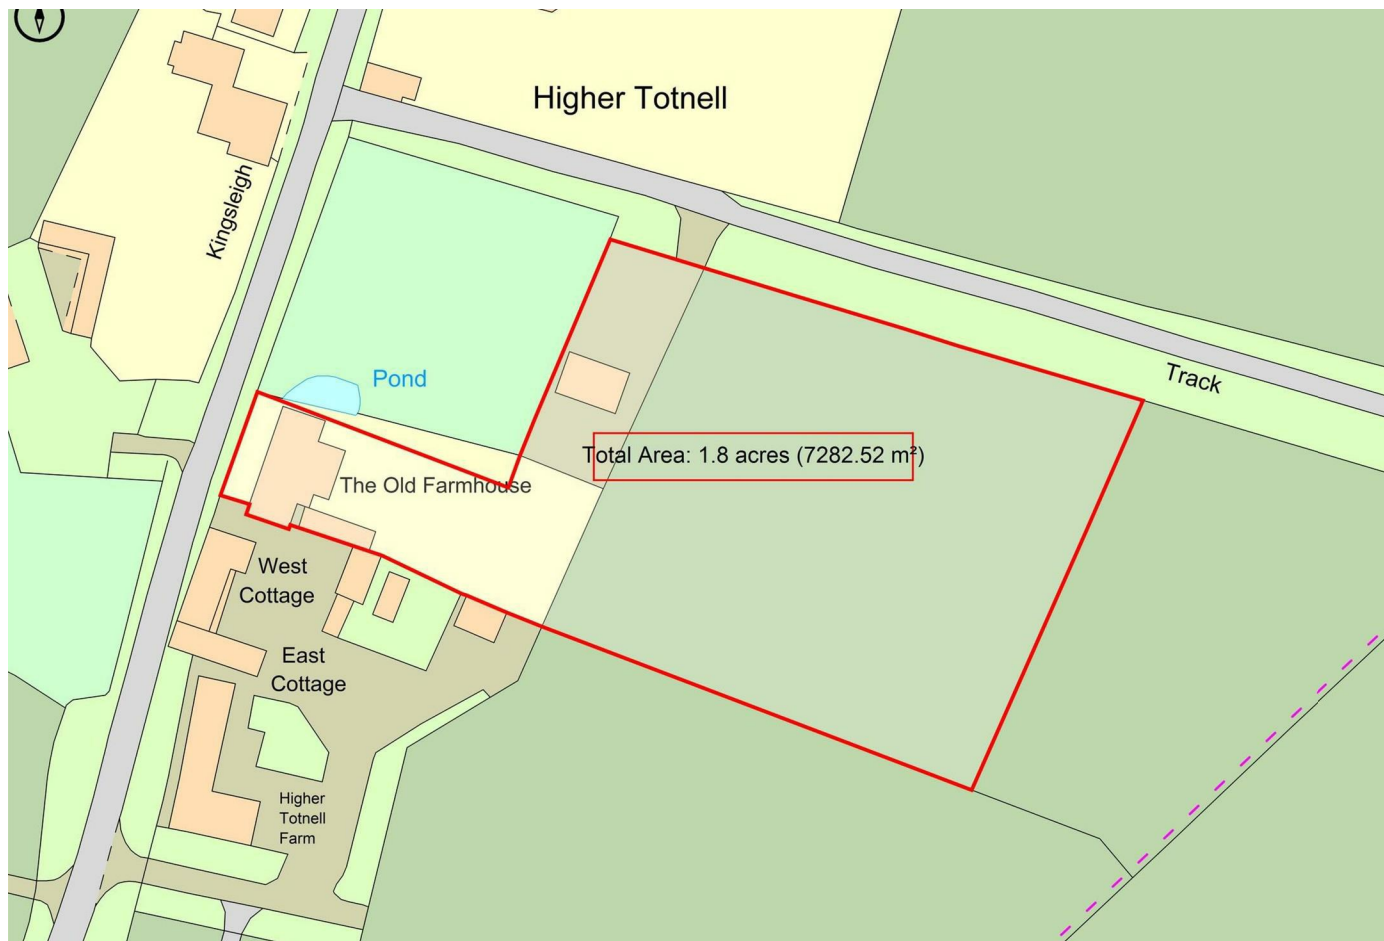 Higher Totnell
Kingsleigh
Track
Pond
Total Area: 1.8 acres (7282.52 m²)
The Old Farmhouse
West
Cottage
East
Cottage
Higher
Totnell
Farm